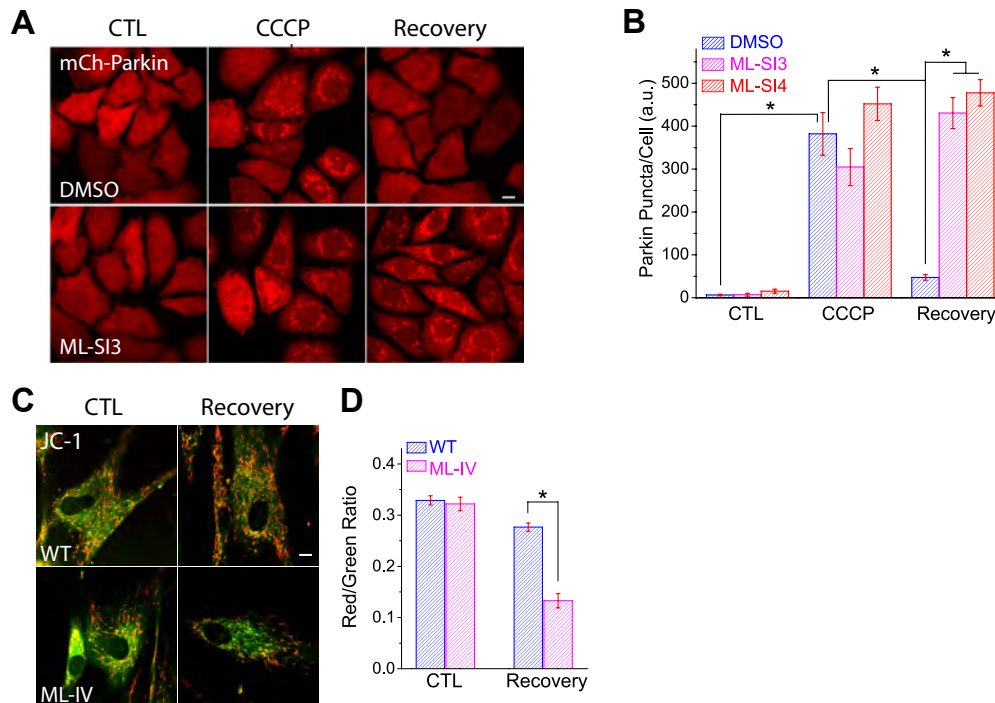 A
CTL CCCP Recovery
mCh-Parkin
DMSO
ML-SI3
B
DMSO
ML-SI3
ML-SI4
*
*
*
Parkin Puncta/Cell (a.u.)
500
400
300
200
100
0
CTL CCCP Recovery
C
CTL Recovery
JC-1
WT
ML-IV
D
WT
ML-IV
*
Red/Green Ratio
0.4
0.3
0.2
0.1
0.0
CTL Recovery